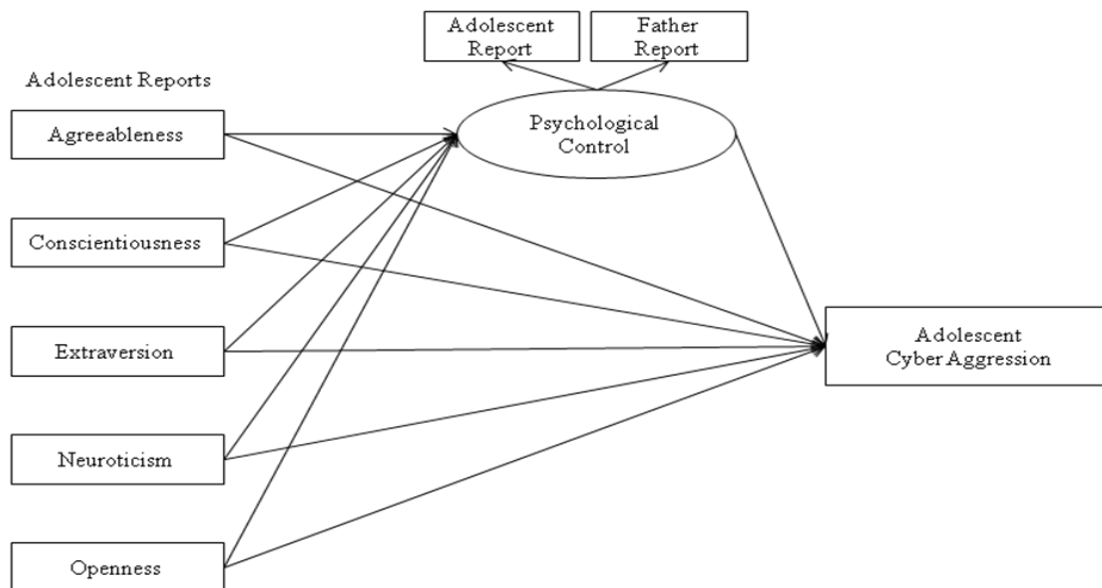 Adolescent
Report
Father
Report
Adolescent Reports
Agreeableness
Psychological
Control
Conscientiousness
Extraversion
Adolescent
Cyber Aggression
Neuroticism
Openness